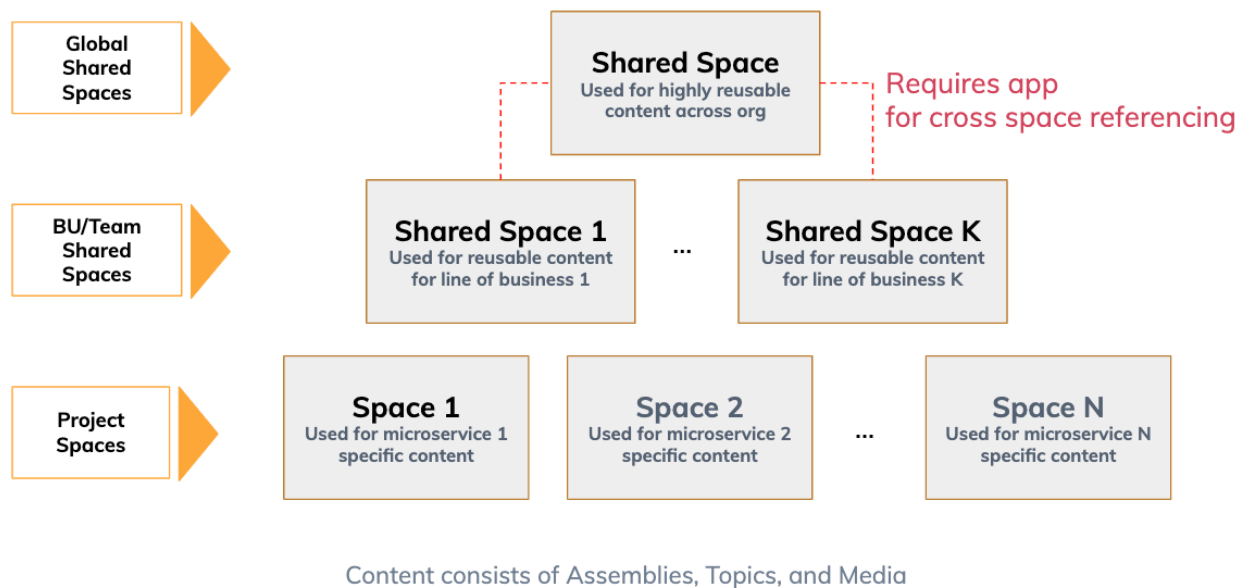 Global
Shared
Spaces
Shared Space
Used for highly reusable
content across org
Requires app
for cross space referencing
BU/Team
Shared
Spaces
Shared Space 1
Used for reusable content
for line of business 1
...
Shared Space K
Used for reusable content
for line of business K
Project
Spaces
Space 1
Used for microservice 1
specific content
Space 2
Used for microservice 2
specific content
...
Space N
Used for microservice N
specific content
Content consists of Assemblies, Topics, and Media